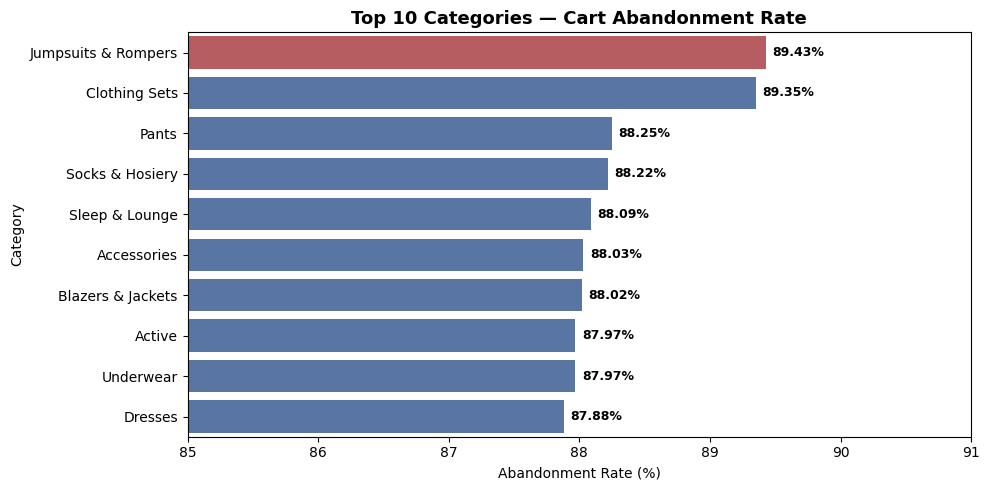 Top 10 Categories — Cart Abandonment Rate
Category
Jumpsuits & Rompers 89.43%
Clothing Sets 89.35%
Pants 88.25%
Socks & Hosiery 88.22%
Sleep & Lounge 88.09%
Accessories 88.03%
Blazers & Jackets 88.02%
Active 87.97%
Underwear 87.97%
Dresses 87.88%
85 86 87 88 89 90 91
Abandonment Rate (%)